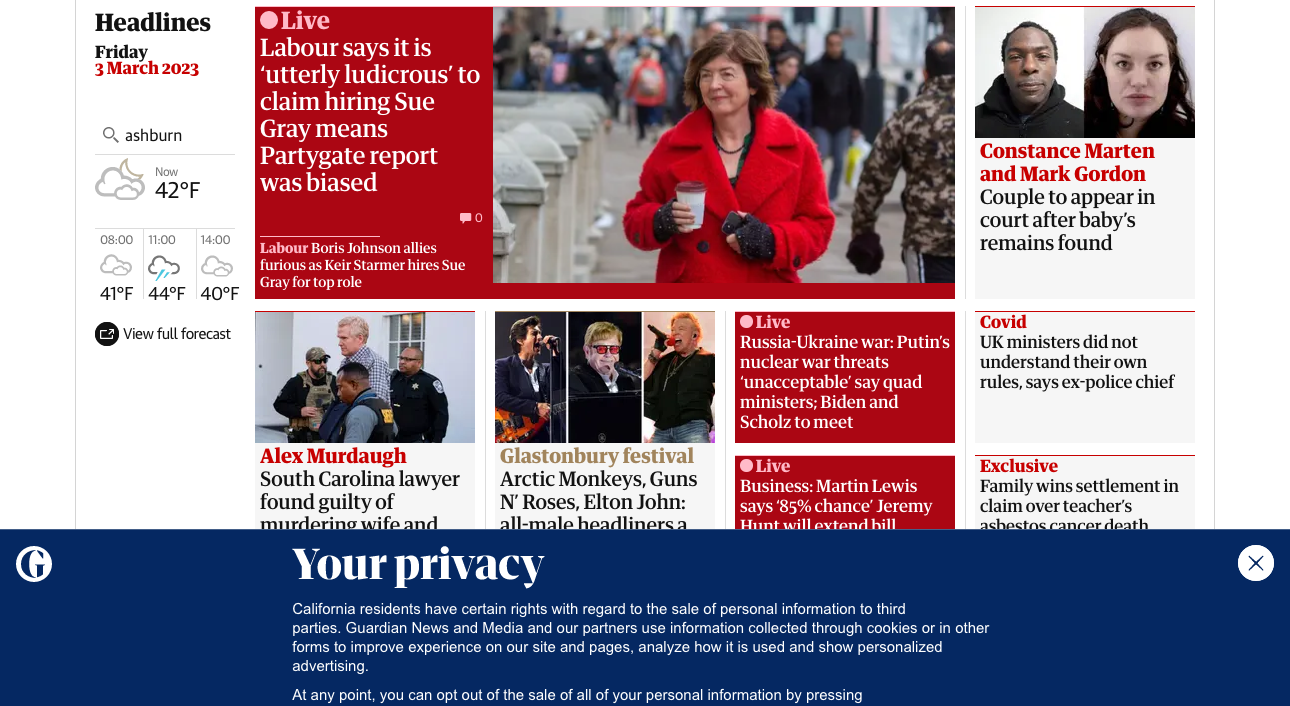 Headlines
Friday
3 March 2023
ashburn
Now
42°F
08:00
11:00
14:00
41°F
44°F
40°F
View full forecast
Live
Labour says it is
‘utterly ludicrous’ to
claim hiring Sue
Gray means
Partygate report
was biased
0
Labour Boris Johnson allies
furious as Keir Starmer hires Sue
Gray for top role
Constance Marten
and Mark Gordon
Couple to appear in
court after baby’s
remains found
Alex Murdaugh
South Carolina lawyer
found guilty of
murdering wife and
Glastonbury festival
Arctic Monkeys, Guns
N’ Roses, Elton John:
all-male headliners a
Live
Russia-Ukraine war: Putin’s
nuclear war threats
‘unacceptable’ say quad
ministers; Biden and
Scholz to meet
Live
Business: Martin Lewis
says ‘85% chance’ Jeremy
Hunt will extend bill
Covid
UK ministers did not
understand their own
rules, says ex-police chief
Exclusive
Family wins settlement in
claim over teacher’s
asbestos cancer death
Your privacy
California residents have certain rights with regard to the sale of personal information to third
parties. Guardian News and Media and our partners use information collected through cookies or in other
forms to improve experience on our site and pages, analyze how it is used and show personalized
advertising.
At any point, you can opt out of the sale of all of your personal information by pressing